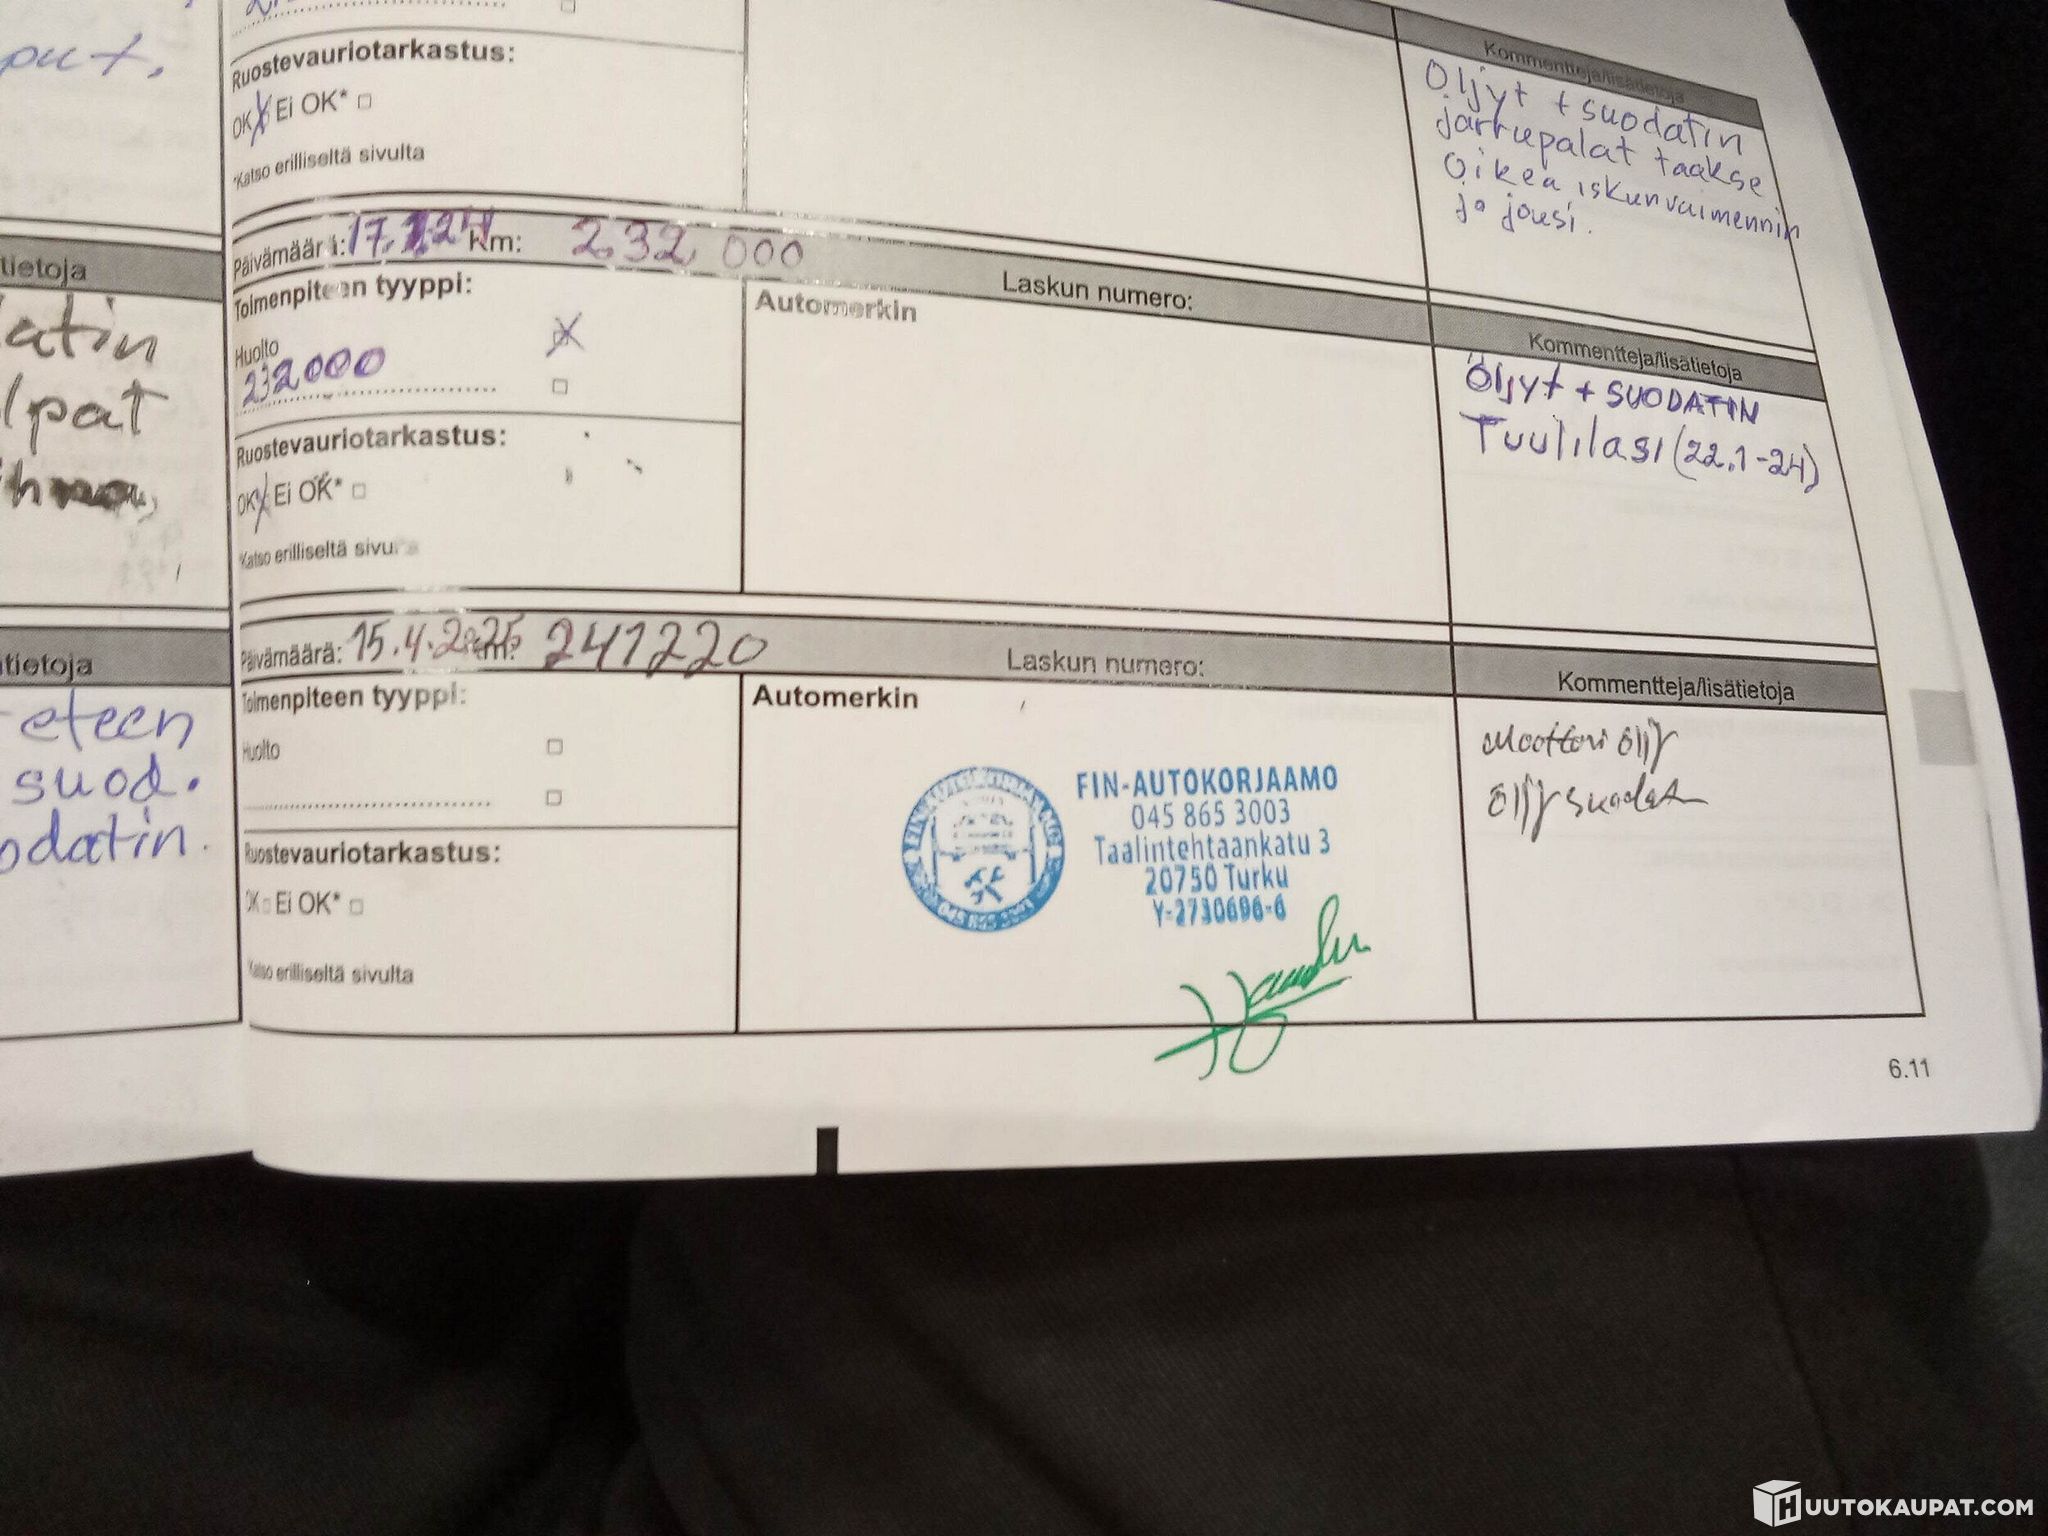 put.
tietoja
latin
lpat
tietoja
eteen
suod.
odatin.
Ruostevauriotarkastus:
OK Ei OK* □
*Katso erilliseltä sivulta
Kommentteja/lisätietoja
Öljyt + suodatin
jarrupalat taakse
Oikea iskunvaimennin
ja jousi.
Päivämäärä: 17.1.24 Km: 232 000
Laskun numero:
Toimenpiteen tyyppi:
Huolto
232000
Ruostevauriotarkastus:
OK Ei OK* □
*Katso erilliseltä sivulta
Automerkin
Kommentteja/lisätietoja
Öljyt + SUODATIN
Tuulilasi (22.1-24)
Päivämäärä: 15.4.2025 Km: 241220
Laskun numero:
Toimenpiteen tyyppi:
Huolto □
□
Ruostevauriotarkastus:
OK □ Ei OK* □
*Katso erilliseltä sivulta
Automerkin
FIN-AUTOKORJAAMO
045 865 3003
Taalintehtaankatu 3
20750 Turku
Y-2730696-6
Kommentteja/lisätietoja
Moottori öljy
Öljysuodatin
6.11
HUUTOKAUPAT.COM